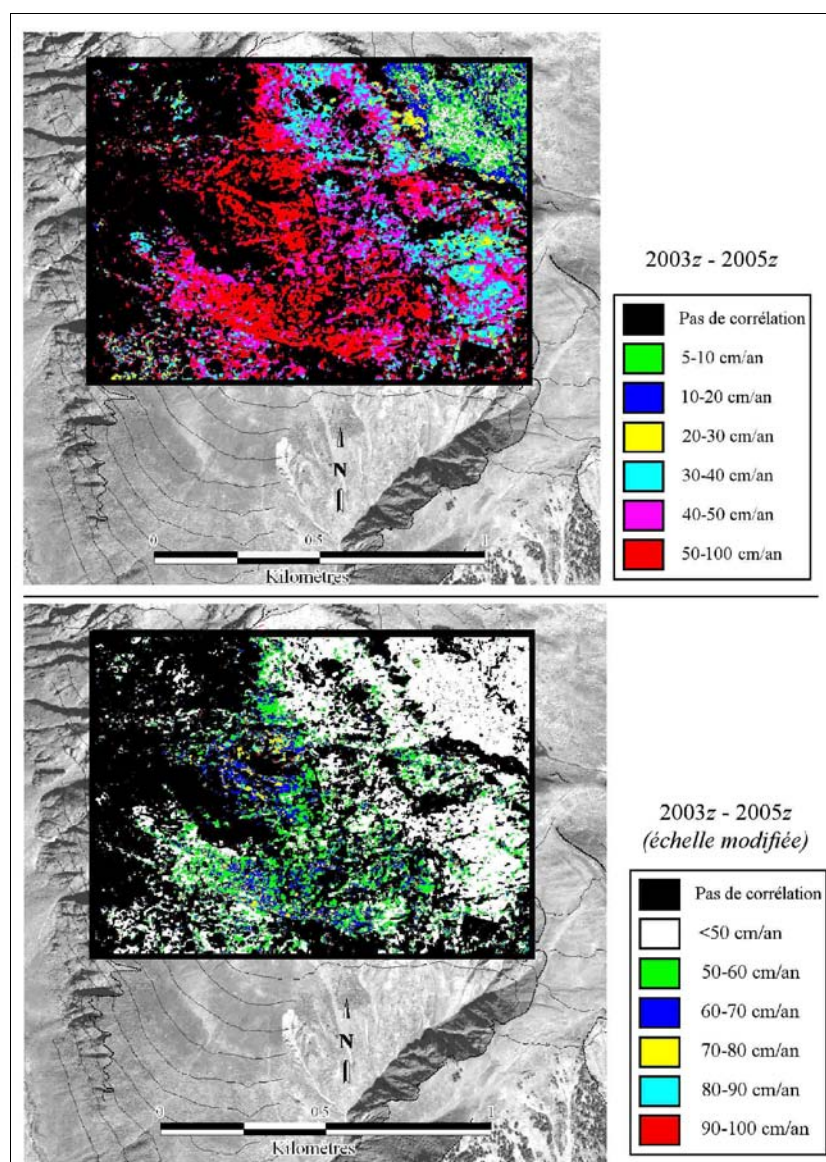 2003z - 2005z
Pas de corrélation
5-10 cm/an
10-20 cm/an
20-30 cm/an
30-40 cm/an
40-50 cm/an
50-100 cm/an
N
0 0·5 1
Kilometres
2003z - 2005z
(échelle modifiée)
Pas de corrélation
<50 cm/an
50-60 cm/an
60-70 cm/an
70-80 cm/an
80-90 cm/an
90-100 cm/an
N
0 0·5 1
Kilometres